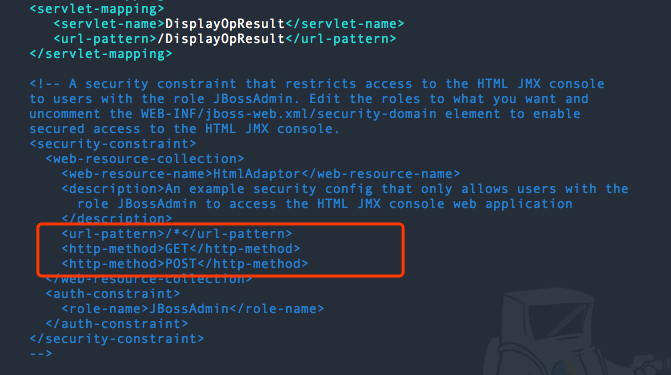 <servlet-mapping>
<servlet-name>DisplayOpResult</servlet-name>
<url-pattern>/DisplayOpResult</url-pattern>
</servlet-mapping>
<!-- A security constraint that restricts access to the HTML JMX console
to users with the role JBossAdmin. Edit the roles to what you want and
uncomment the WEB-INF/jboss-web.xml/security-domain element to enable
secured access to the HTML JMX console.
<security-constraint>
<web-resource-collection>
<web-resource-name>HtmlAdaptor</web-resource-name>
<description>An example security config that only allows users with the
role JBossAdmin to access the HTML JMX console web application
</description>
<url-pattern>/*</url-pattern>
<http-method>GET</http-method>
<http-method>POST</http-method>
</web-resource-collection>
<auth-constraint>
<role-name>JBossAdmin</role-name>
</auth-constraint>
</security-constraint>
-->